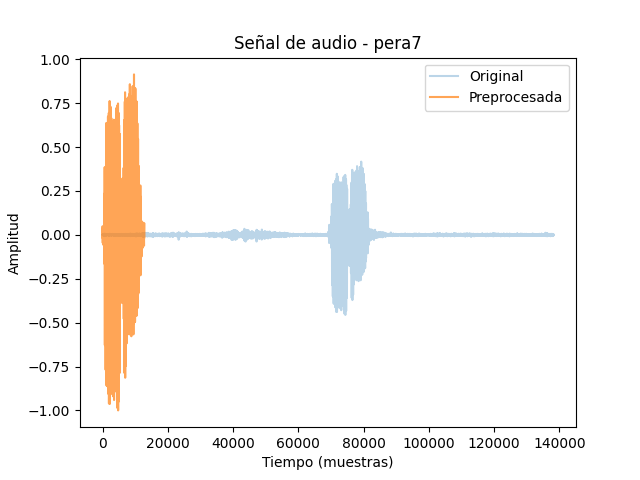 Señal de audio - pera7
Original
Preprocesada
Amplitud
1.00
0.75
0.50
0.25
0.00
−0.25
−0.50
−0.75
−1.00
0 20000 40000 60000 80000 100000 120000 140000
Tiempo (muestras)